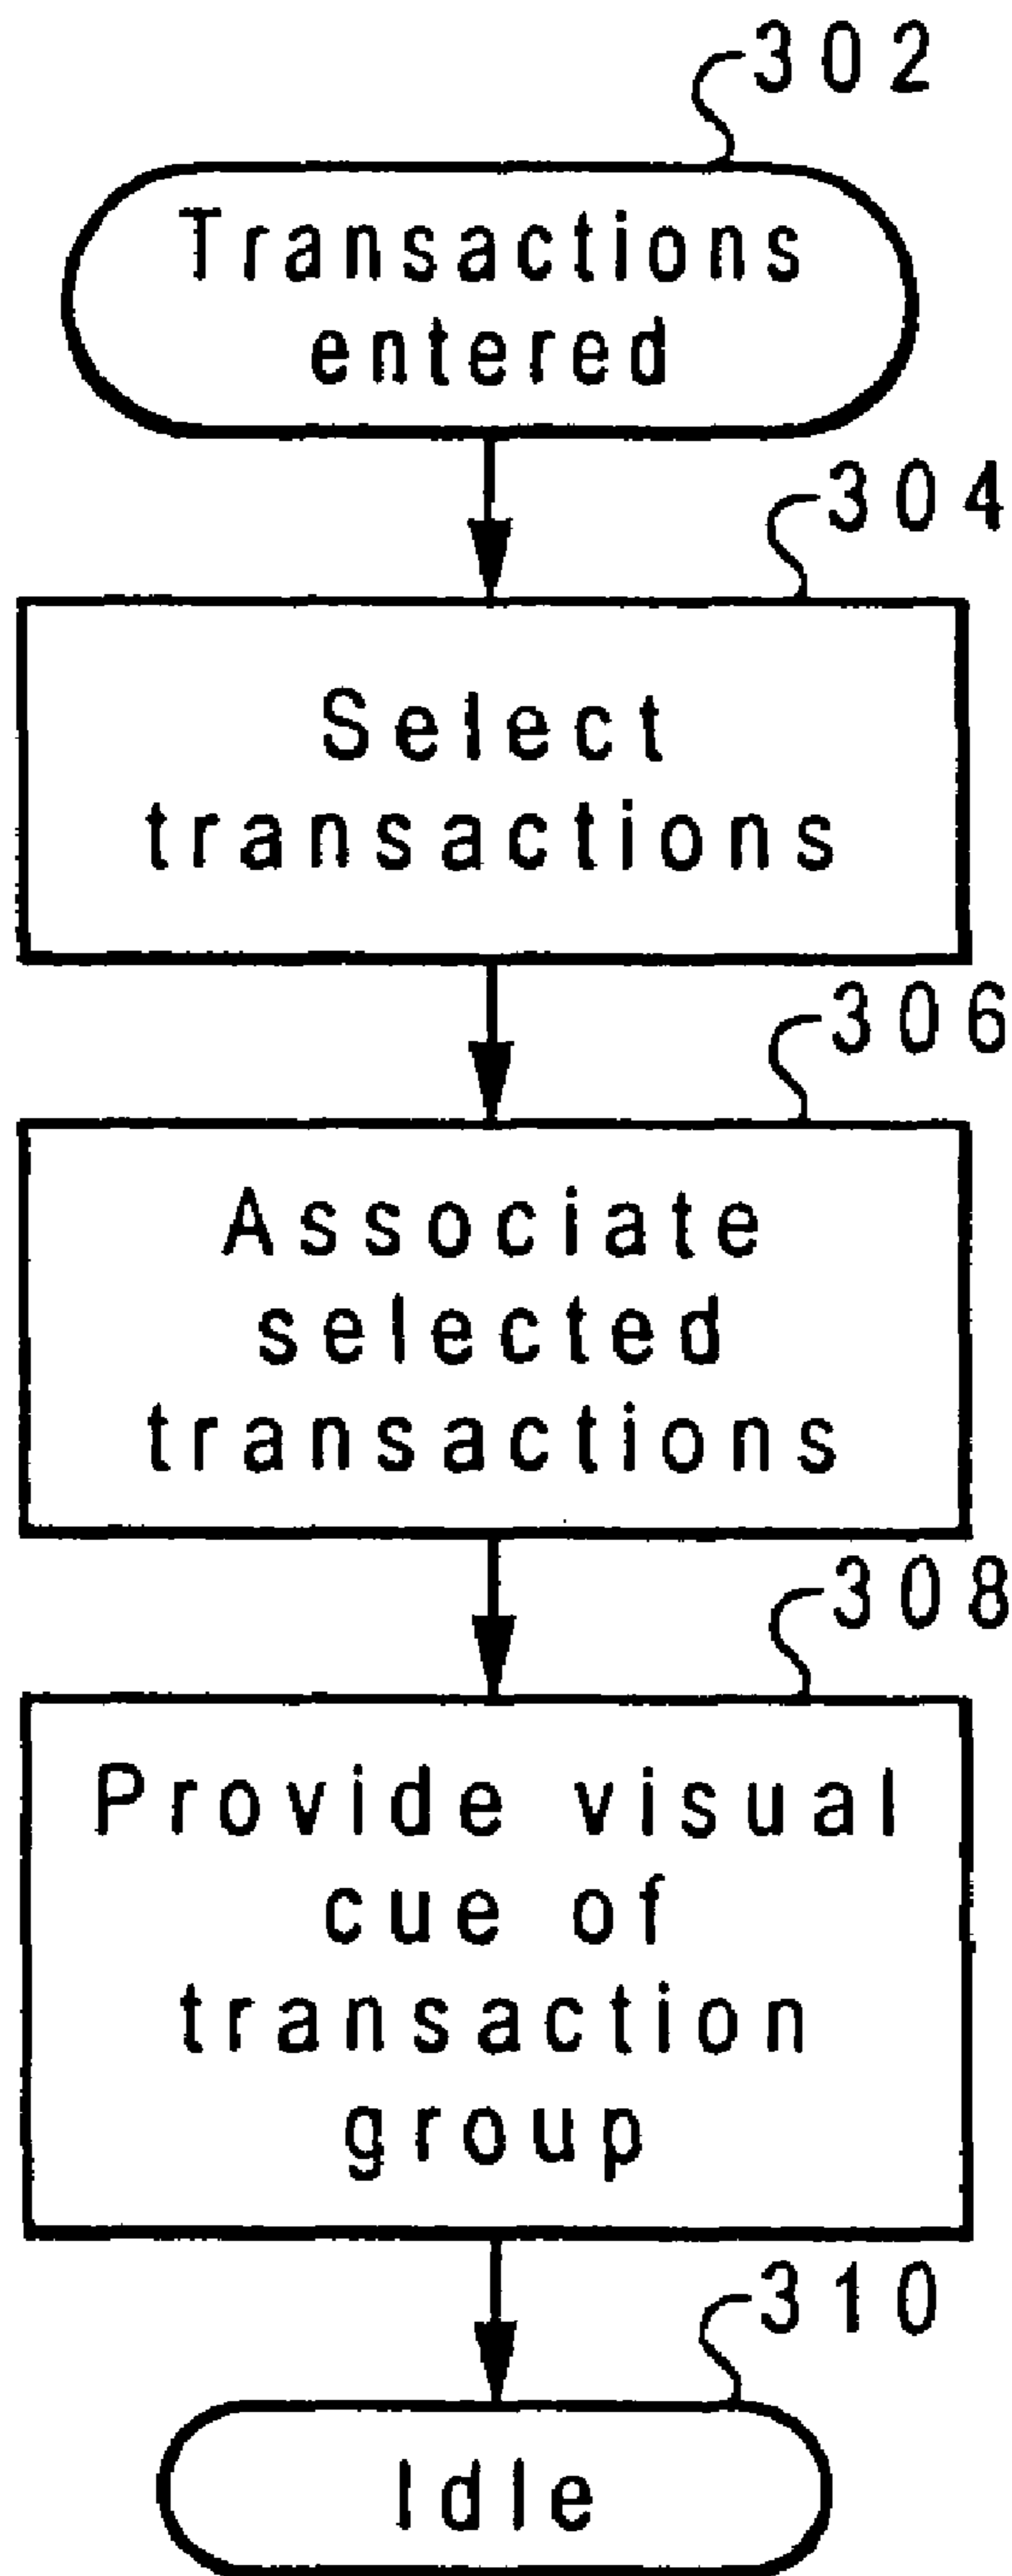 302
Transactions
entered
304
Select
transactions
306
Associate
selected
transactions
308
Provide visual
cue of
transaction
group
310
Idle